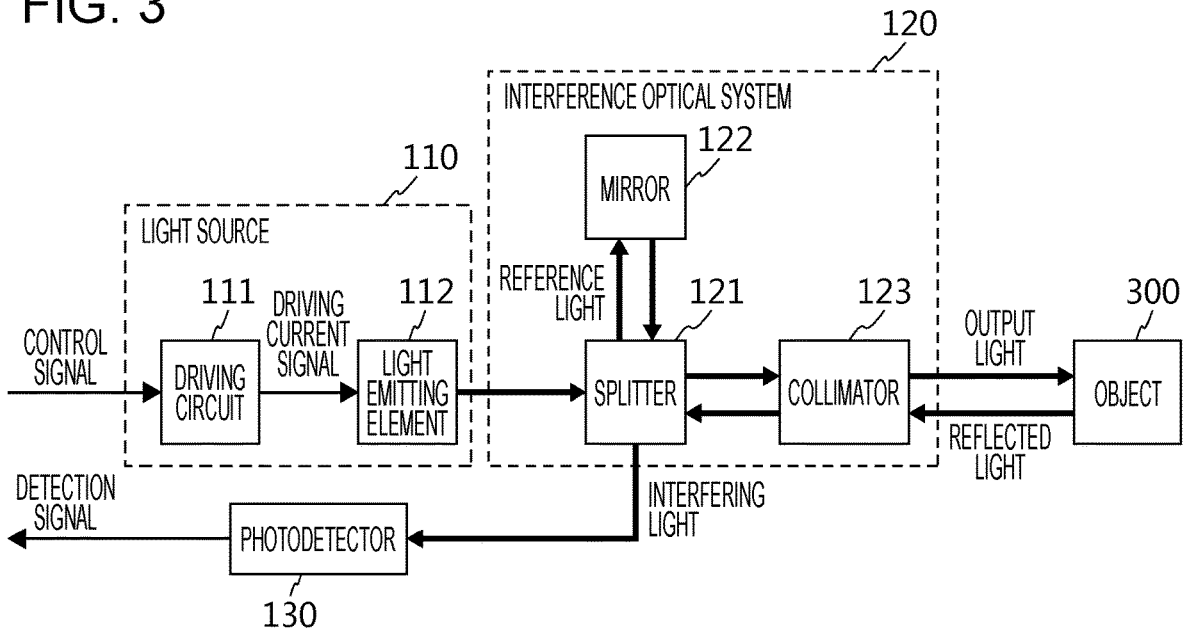 FIG. 3
120
INTERFERENCE OPTICAL SYSTEM
122
MIRROR
110
LIGHT SOURCE
REFERENCE
LIGHT
111
DRIVING
CURRENT
SIGNAL
112
121
123
300
CONTROL
SIGNAL
DRIVING
CIRCUIT
LIGHT
EMITTING
ELEMENT
SPLITTER
COLLIMATOR
OUTPUT
LIGHT
OBJECT
REFLECTED
LIGHT
DETECTION
SIGNAL
INTERFERING
LIGHT
PHOTODETECTOR
130